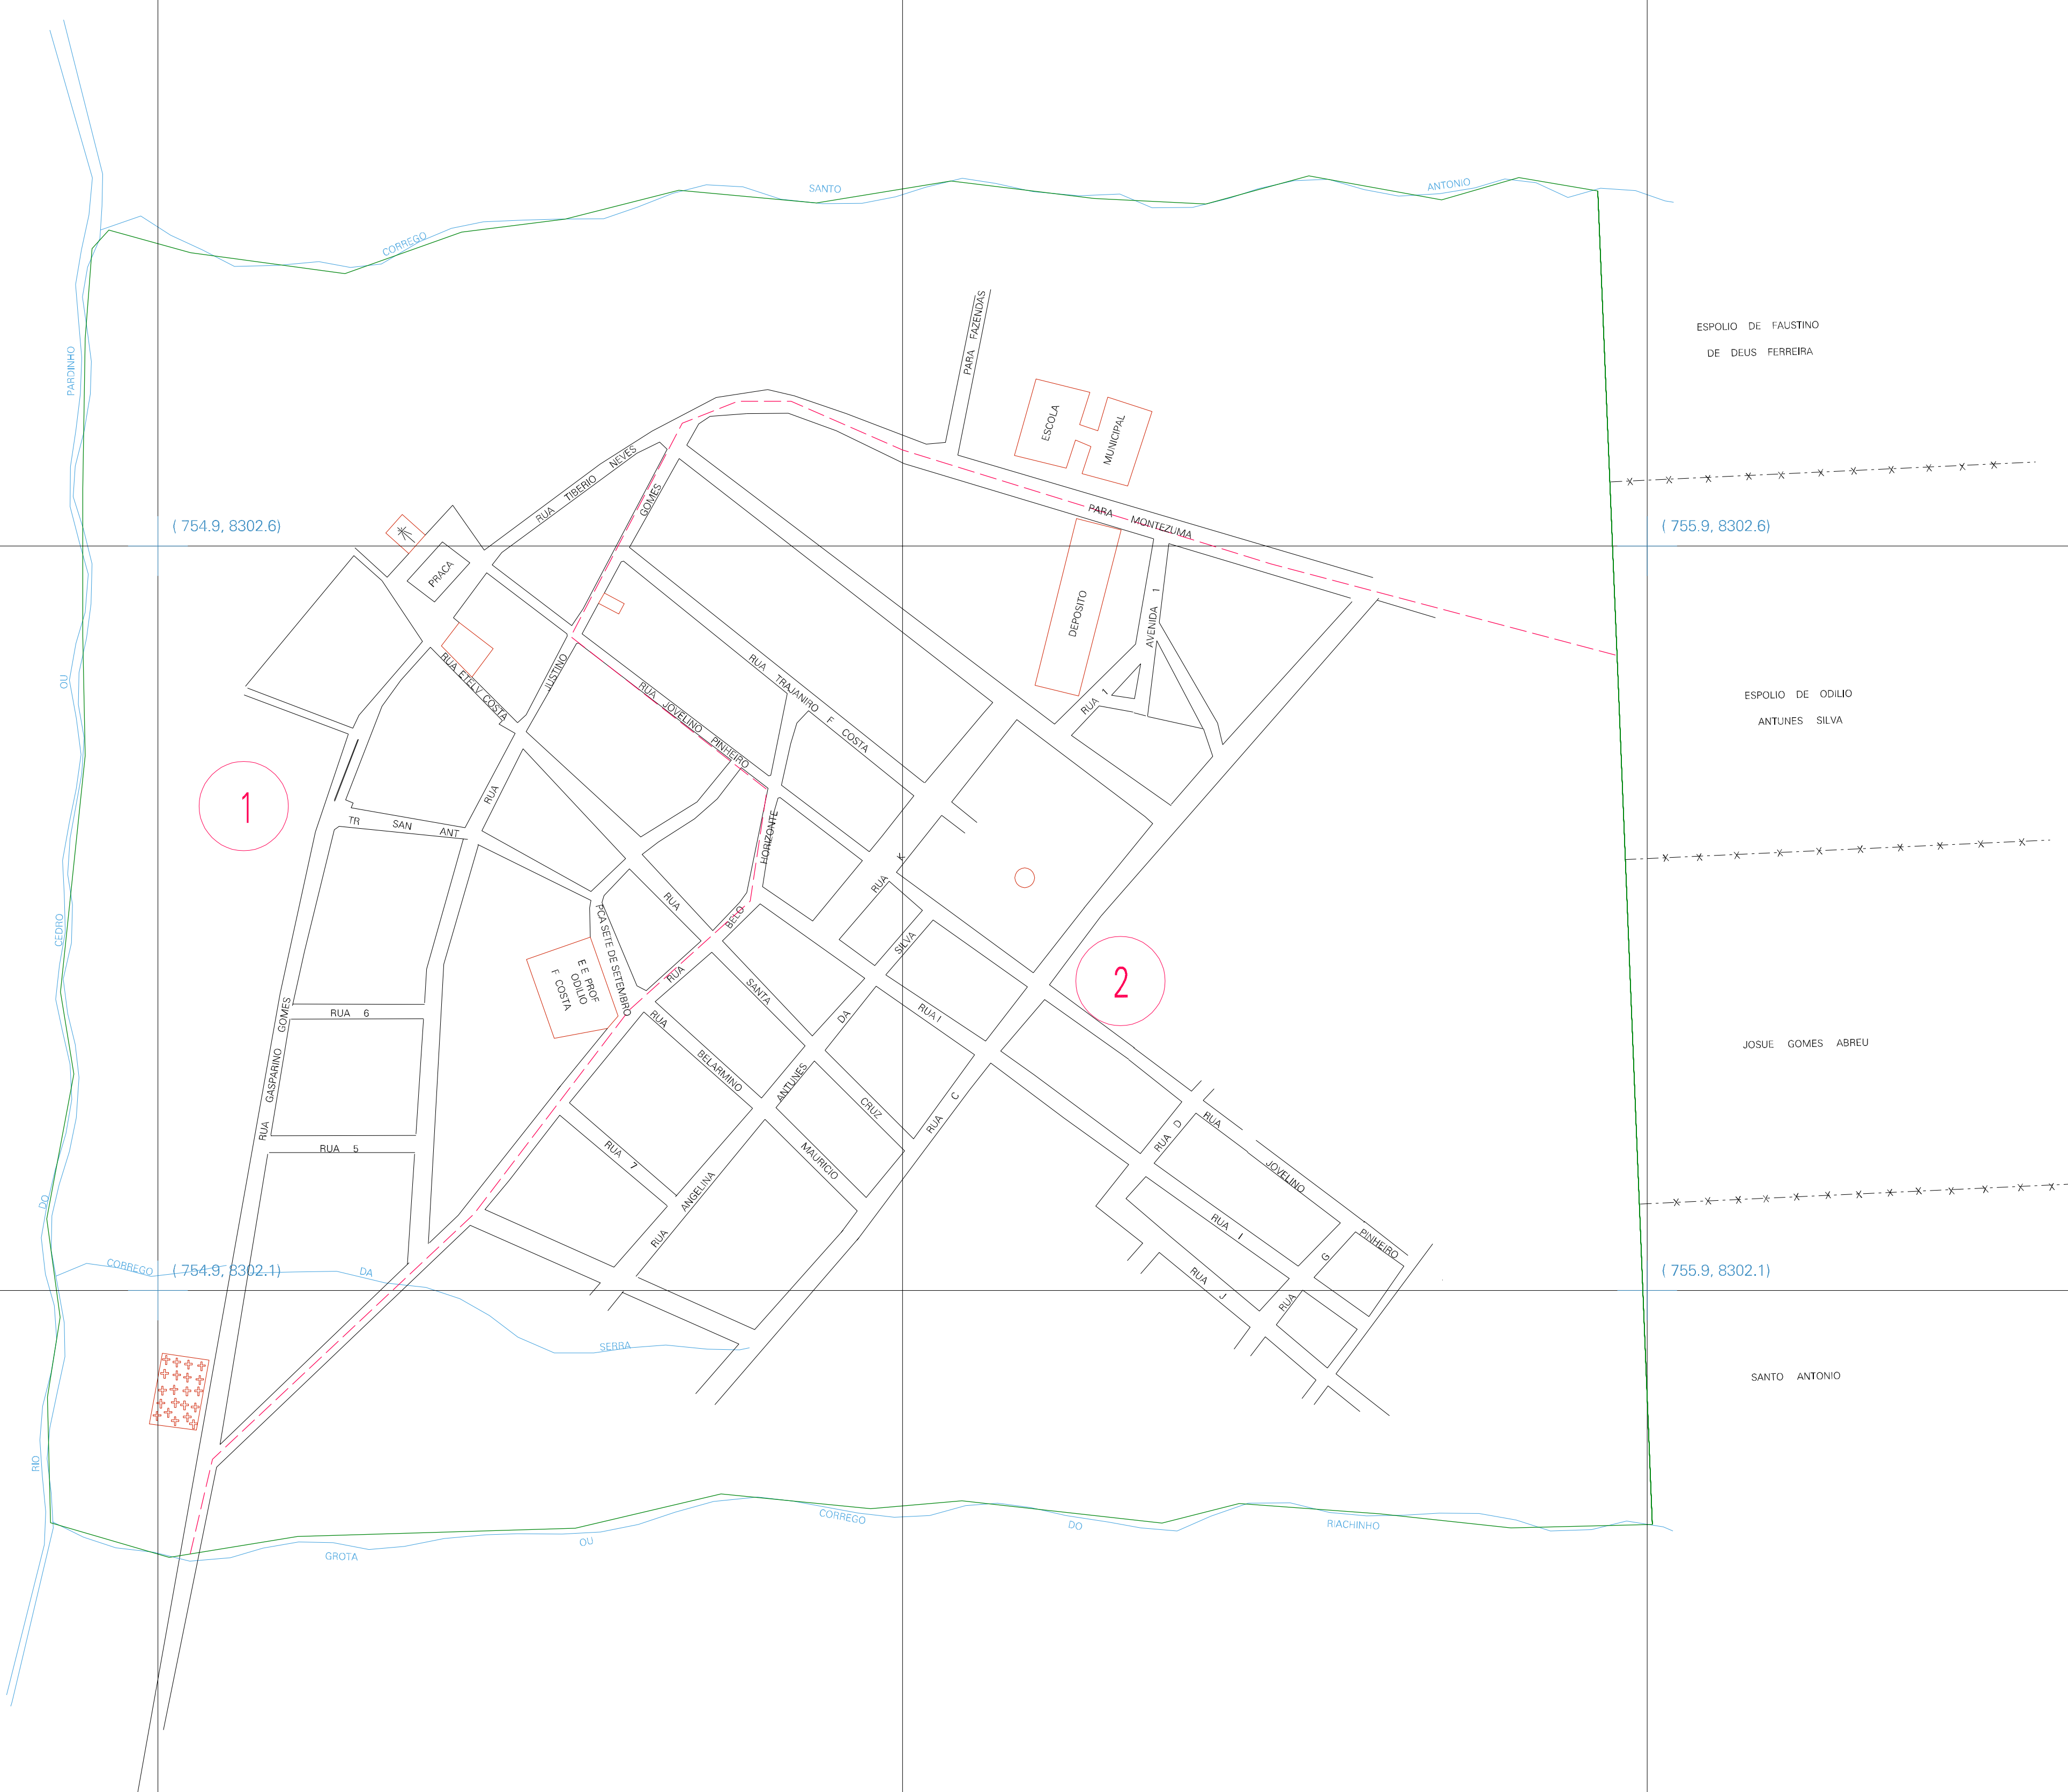 SANTO
ANTONIO
CORREGO
PARDINHO
OU
CEDRO
DO
RIO
PARA FAZENDAS
ESCOLA
MUNICIPAL
ESPOLIO DE FAUSTINO
DE DEUS FERREIRA
RUA TIBERIO NEVES
PARA MONTEZUMA
( 754.9, 8302.6)
( 755.9, 8302.6)
PRACA
DEPOSITO
AVENIDA 1
RUA 1
RUA JUSTINO GOMES
RUA ETELV COSTA
RUA TRAJANIRO F COSTA
RUA JOVELINO PINHEIRO
ESPOLIO DE ODILIO
ANTUNES SILVA
1
TR SAN ANT
RUA BELO HORIZONTE
RUA K
PCA SETE DE SETEMBRO
E E PROF
ODILIO
F COSTA
RUA SANTA CRUZ
RUA ANGELINA ANTUNES DA SILVA
RUA I
2
RUA GASPARINO GOMES
RUA 6
RUA 5
RUA BELARMINO MAURICIO
RUA 7
RUA C
RUA D
RUA JOVELINO PINHEIRO
RUA I
RUA G
RUA J
JOSUE GOMES ABREU
( 754.9, 8302.1)
( 755.9, 8302.1)
CORREGO DA SERRA
SANTO ANTONIO
GROTA OU CORREGO DO RIACHINHO